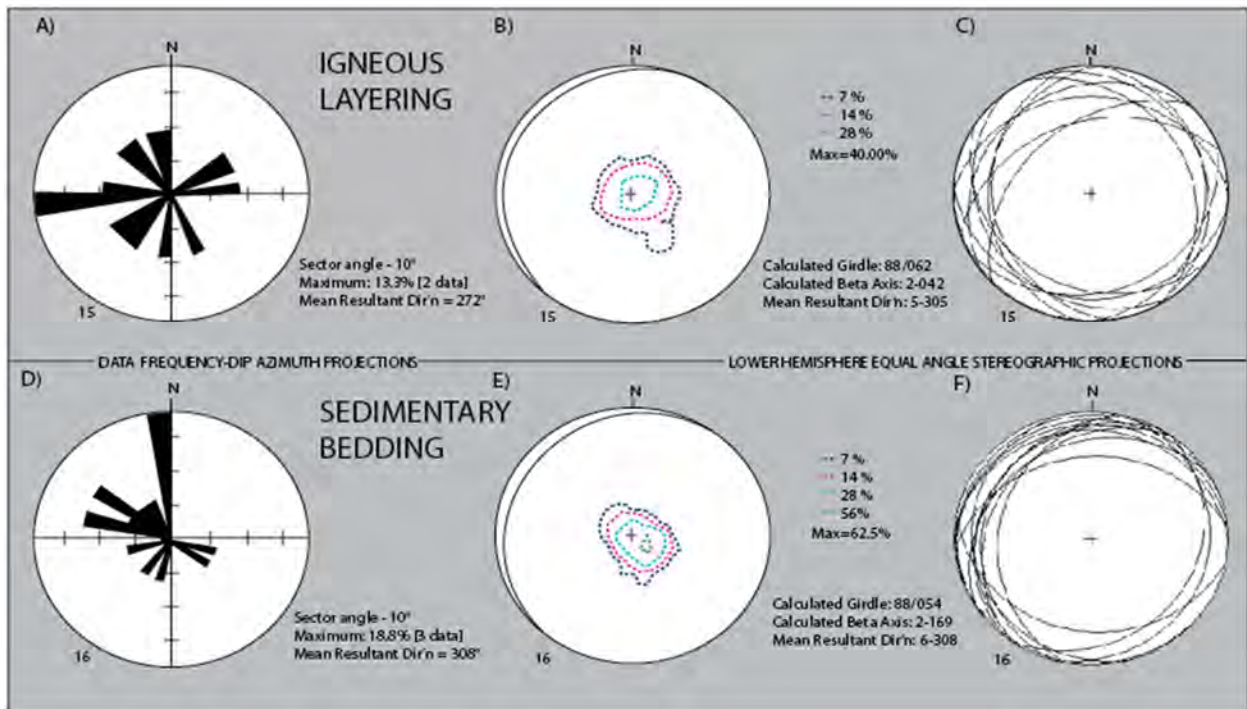 A)
N
IGNEOUS
LAYERING
Sector angle - 10°
Maximum: 13.3% [2 data]
Mean Resultant Dir'n = 272°
15
B)
N
7 %
14 %
28 %
Max=40.00%
Calculated Girdle: 88/062
Calculated Beta Axis: 2-042
Mean Resultant Dir'n: 5-305
15
C)
N
15
DATA FREQUENCY-DIP AZIMUTH PROJECTIONS
LOWER HEMISPHERE EQUAL ANGLE STEREOGRAPHIC PROJECTIONS
D)
N
SEDIMENTARY
BEDDING
Sector angle - 10°
Maximum: 18.8% [3 data]
Mean Resultant Dir'n = 308°
16
E)
N
7 %
14 %
28 %
56%
Max=62.5%
Calculated Girdle: 88/054
Calculated Beta Axis: 2-169
Mean Resultant Dir'n: 6-308
16
F)
N
16